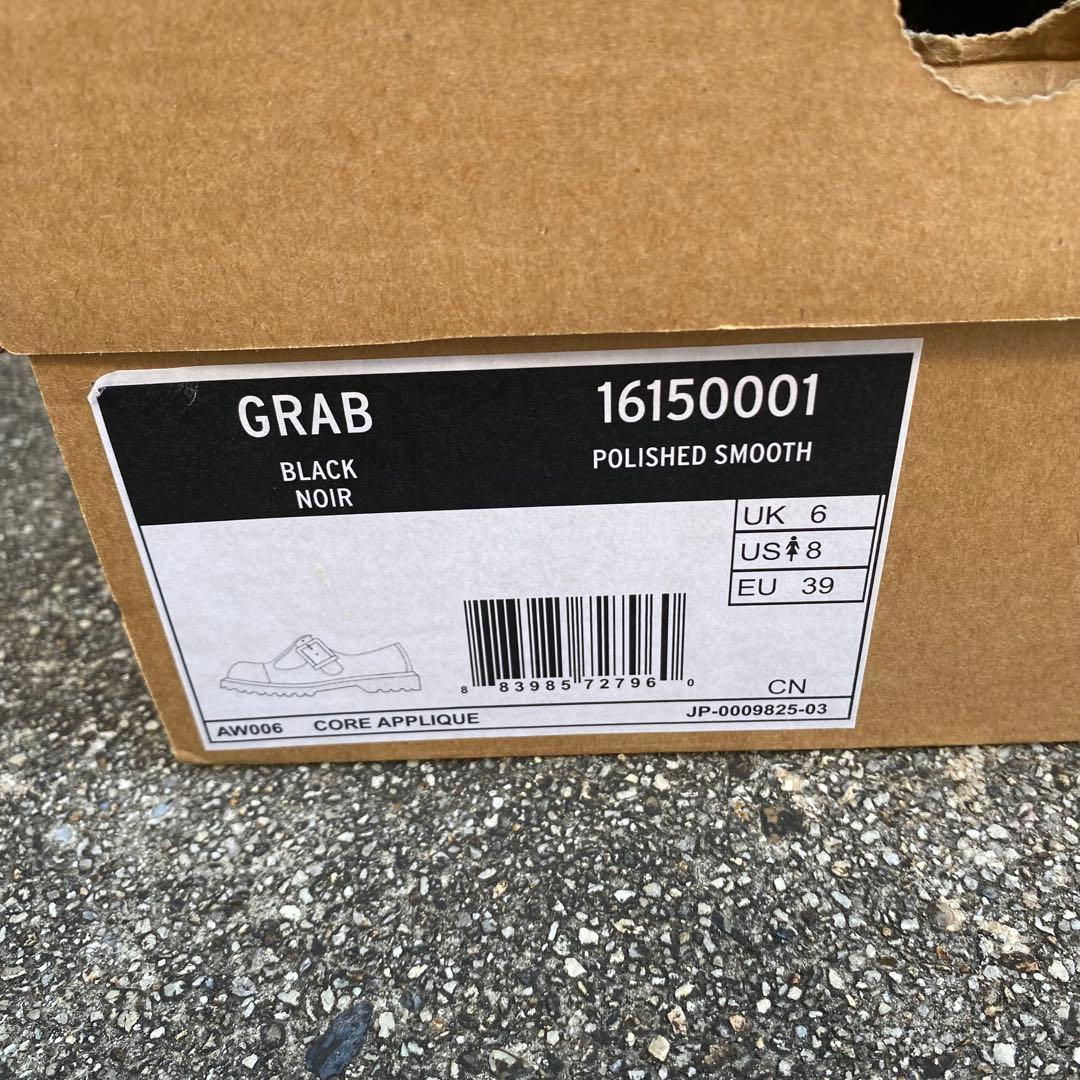 GRAB
BLACK
NOIR
16150001
POLISHED SMOOTH
UK 6
US 8
EU 39
8 83985 72796 0
CN
AW006 CORE APPLIQUE
JP-0009825-03